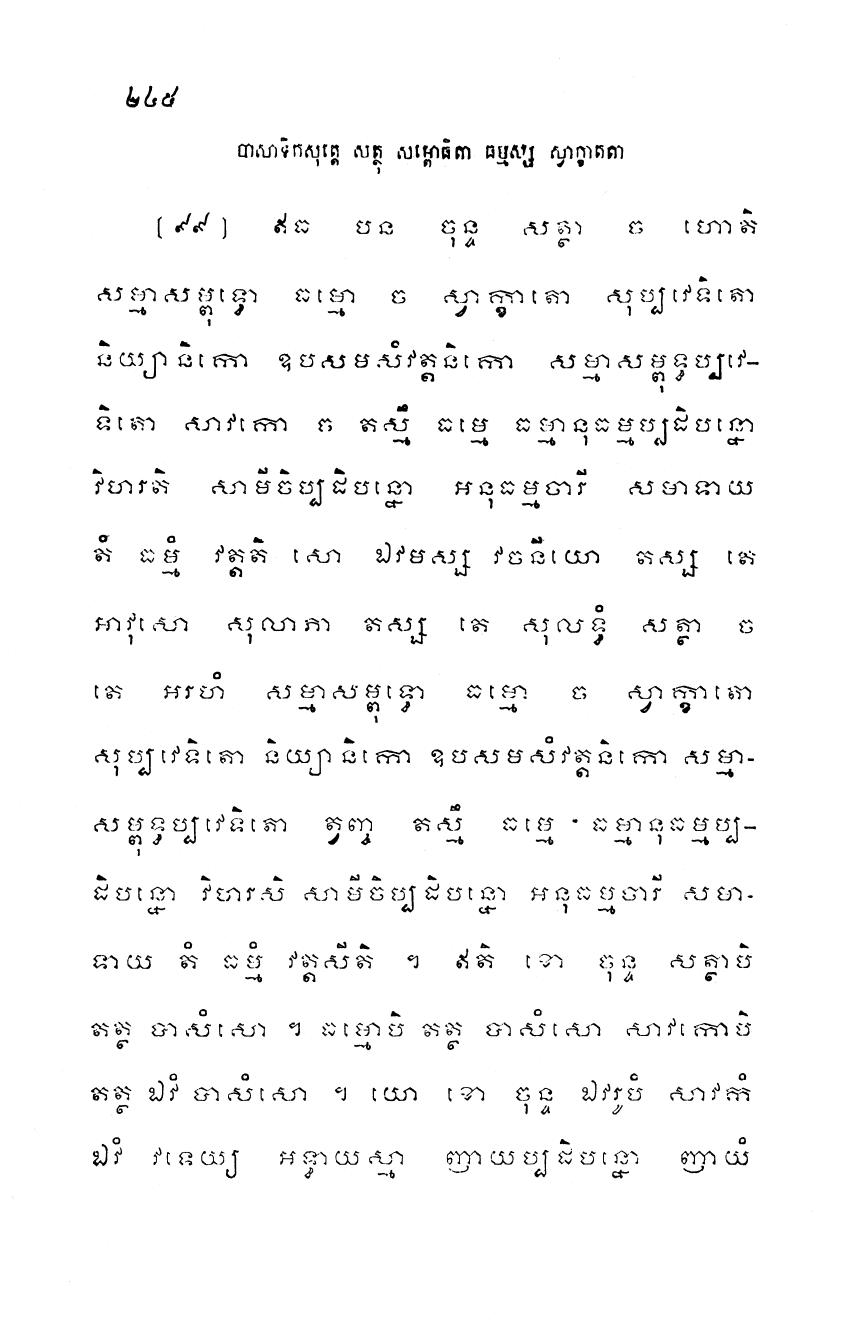 ២៤៥
បាសាទិកសុត្តេ សត្ថុ សម្ពោធិតា ធម្មស្ស ស្វាក្ខាតតា
(៩៩) ឥធ បន ចុន្ទ សត្ថា ច ហោតិ
សម្មាសម្ពុទ្ធោ ធម្មោ ច ស្វាក្ខាតោ សុប្បវេទិតោ
និយ្យានិកោ ឧបសមសំវត្តនិកោ សម្មាសម្ពុទ្ធប្បវេ-
ទិតោ សាវកោ ច តស្មឹ ធម្មេ ធម្មានុធម្មប្បដិបន្នោ
វិហរតិ សាមីចិប្បដិបន្នោ អនុធម្មចារី សមាទាយ
តំ ធម្មំ វត្តតិ សោ ឯវមស្ស វចនីយោ តស្ស តេ
អាវុសោ សុលាភា តស្ស តេ សុលទ្ធំ សត្ថា ច
តេ អរហំ សម្មាសម្ពុទ្ធោ ធម្មោ ច ស្វាក្ខាតោ
សុប្បវេទិតោ និយ្យានិកោ ឧបសមសំវត្តនិកោ សម្មា-
សម្ពុទ្ធប្បវេទិតោ ត្វញ្ច តស្មឹ ធម្មេ ធម្មានុធម្មប្ប-
ដិបន្នោ វិហរសិ សាមីចិប្បដិបន្នោ អនុធម្មចារី សមា-
ទាយ តំ ធម្មំ វត្តសីតិ ។ ឥតិ ខោ ចុន្ទ សត្ថាបិ
តត្ថ បាសំសោ ។ ធម្មោបិ តត្ថ បាសំសោ សាវកោបិ
តត្ថ ឯវំ បាសំសោ ។ យោ ខោ ចុន្ទ ឯវរូបំ សាវកំ
ឯវំ វទេយ្យ អទ្ធាយស្មា ញាយប្បដិបន្នោ ញាយំ